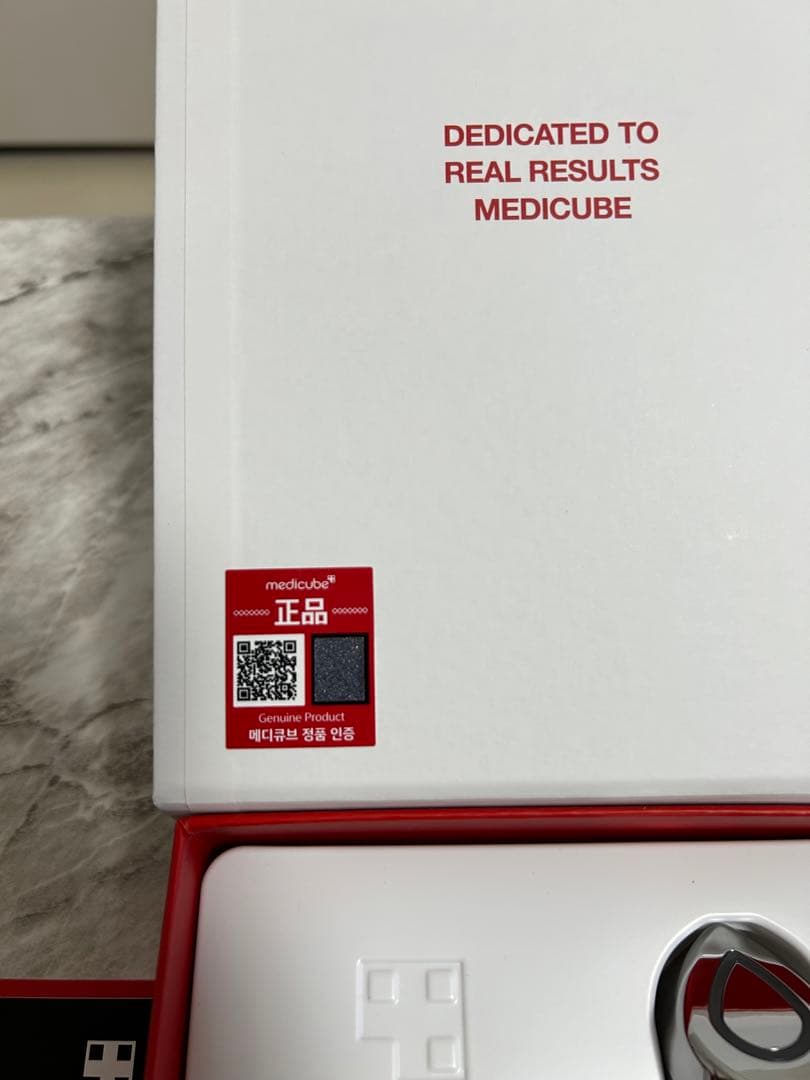 DEDICATED TO
REAL RESULTS
MEDICUBE
medicube
正品
Genuine Product
메디큐브 정품 인증